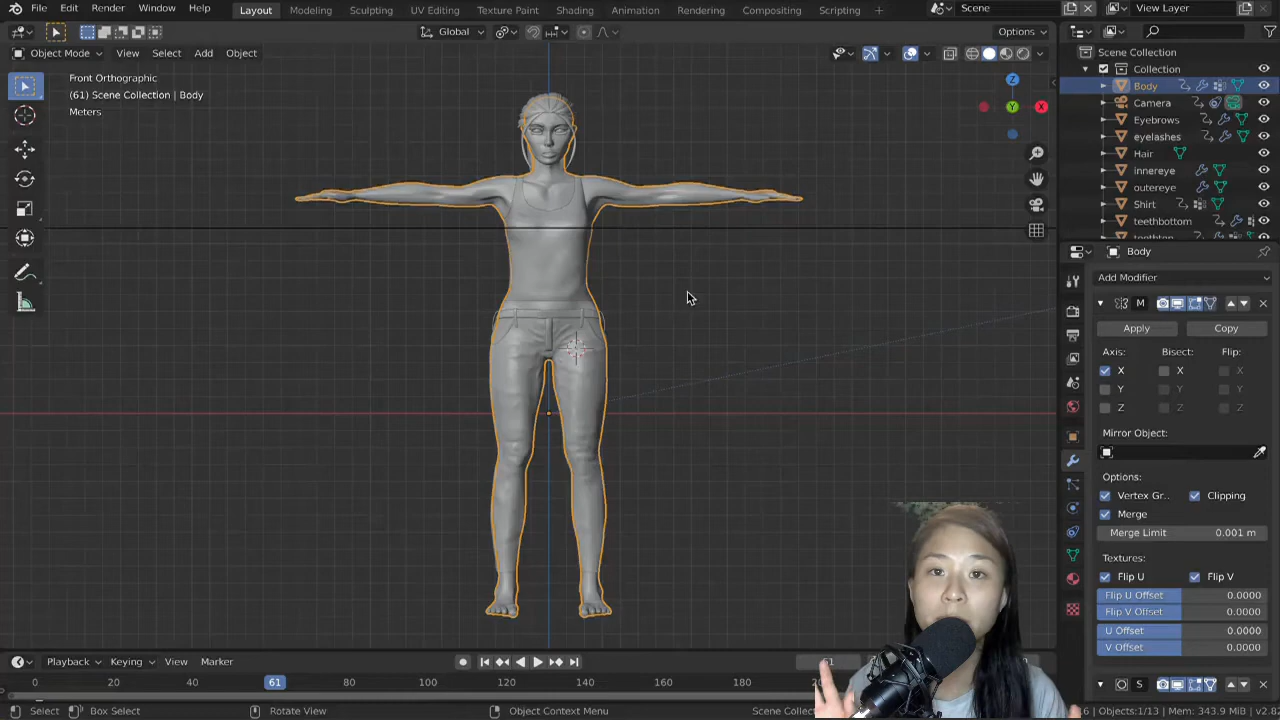 File Edit Render Window Help Layout Modeling Sculpting UV Editing Texture Paint Shading Animation Rendering Compositing Scripting + Scene View Layer
Global Options
Object Mode View Select Add Object
Front Orthographic
(61) Scene Collection | Body
Meters
Z
Y
X
Scene Collection
Collection
Body
Camera
Eyebrows
eyelashes
Hair
innereye
outereye
Shirt
teethbottom
Body
Add Modifier
M
Apply Copy
Axis: Bisect: Flip:
X X X
Y Y Y
Z Z Z
Mirror Object:
Options:
Vertex Gr.. Clipping
Merge
Merge Limit 0.001 m
Textures:
Flip U Flip V
Flip U Offset 0.0000
Flip V Offset 0.0000
U Offset 0.0000
V Offset 0.0000
S
Playback Keying View Marker 61
0 20 40 61 80 100 120 140 160 180
Select Box Select Rotate View Object Context Menu Scene Collec Objects:1/13 Mem: 343.9 MiB v2.8